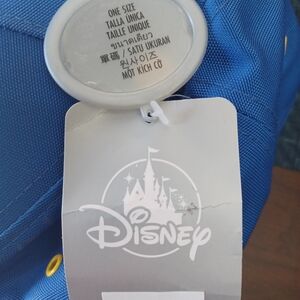 ONE SIZE
TALLA ÚNICA
TAILLE UNIQUE
ขนาดเดียว
單碼 / SATU UKURAN
원사이즈
MỘT KÍCH CỠ
Disney